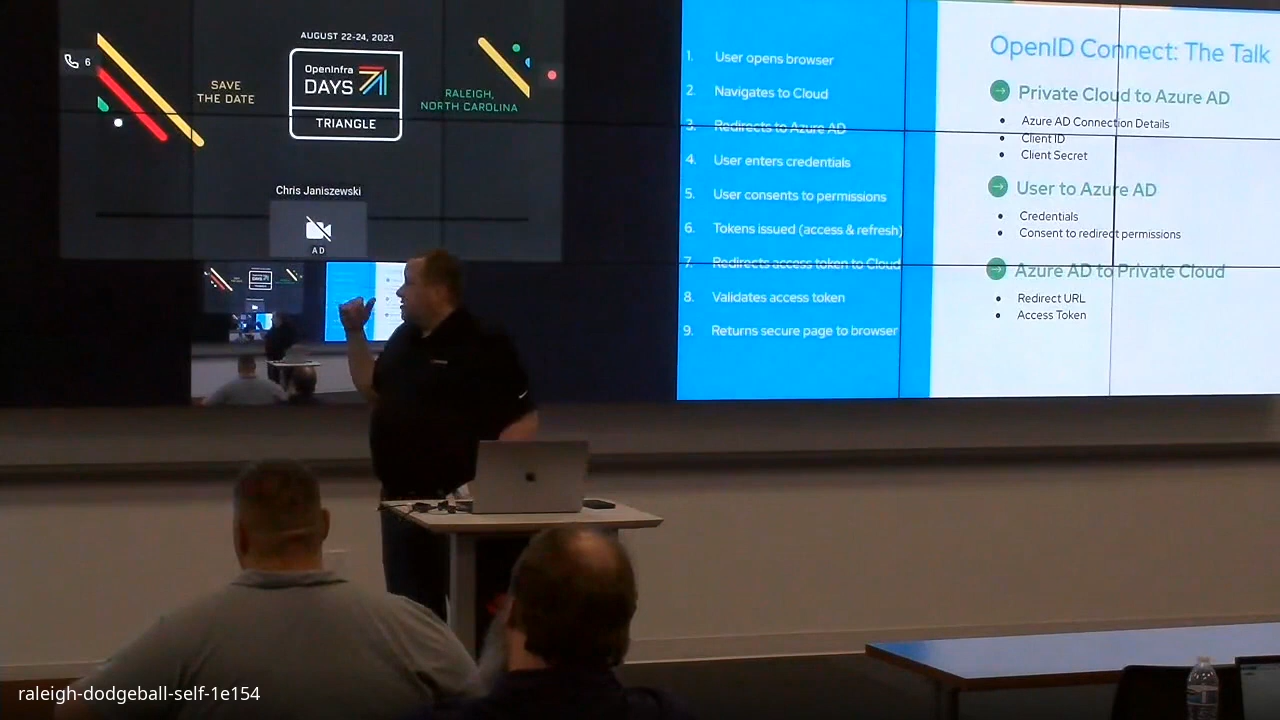 AUGUST 22-24, 2023
6
SAVE
THE DATE
OpenInfra
DAYS
TRIANGLE
RALEIGH,
NORTH CAROLINA
Chris Janiszewski
AD
1. User opens browser
2. Navigates to Cloud
3. Redirects to Azure AD
4. User enters credentials
5. User consents to permissions
6. Tokens issued (access & refresh)
7. Redirects access token to Cloud
8. Validates access token
9. Returns secure page to browser
OpenID Connect: The Talk
Private Cloud to Azure AD
• Azure AD Connection Details
• Client ID
• Client Secret
User to Azure AD
• Credentials
• Consent to redirect permissions
Azure AD to Private Cloud
• Redirect URL
• Access Token
raleigh-dodgeball-self-1e154